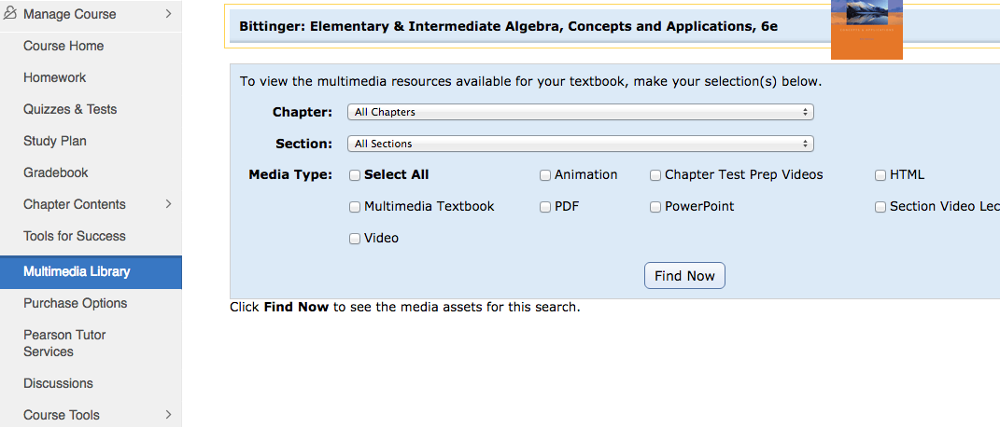 Manage Course
Course Home
Homework
Quizzes & Tests
Study Plan
Gradebook
Chapter Contents
Tools for Success
Multimedia Library
Purchase Options
Pearson Tutor
Services
Discussions
Course Tools
Bittinger: Elementary & Intermediate Algebra, Concepts and Applications, 6e
To view the multimedia resources available for your textbook, make your selection(s) below.
Chapter: All Chapters
Section: All Sections
Media Type: Select All Animation Chapter Test Prep Videos HTML
Multimedia Textbook PDF PowerPoint Section Video Lec
Video
Find Now
Click Find Now to see the media assets for this search.